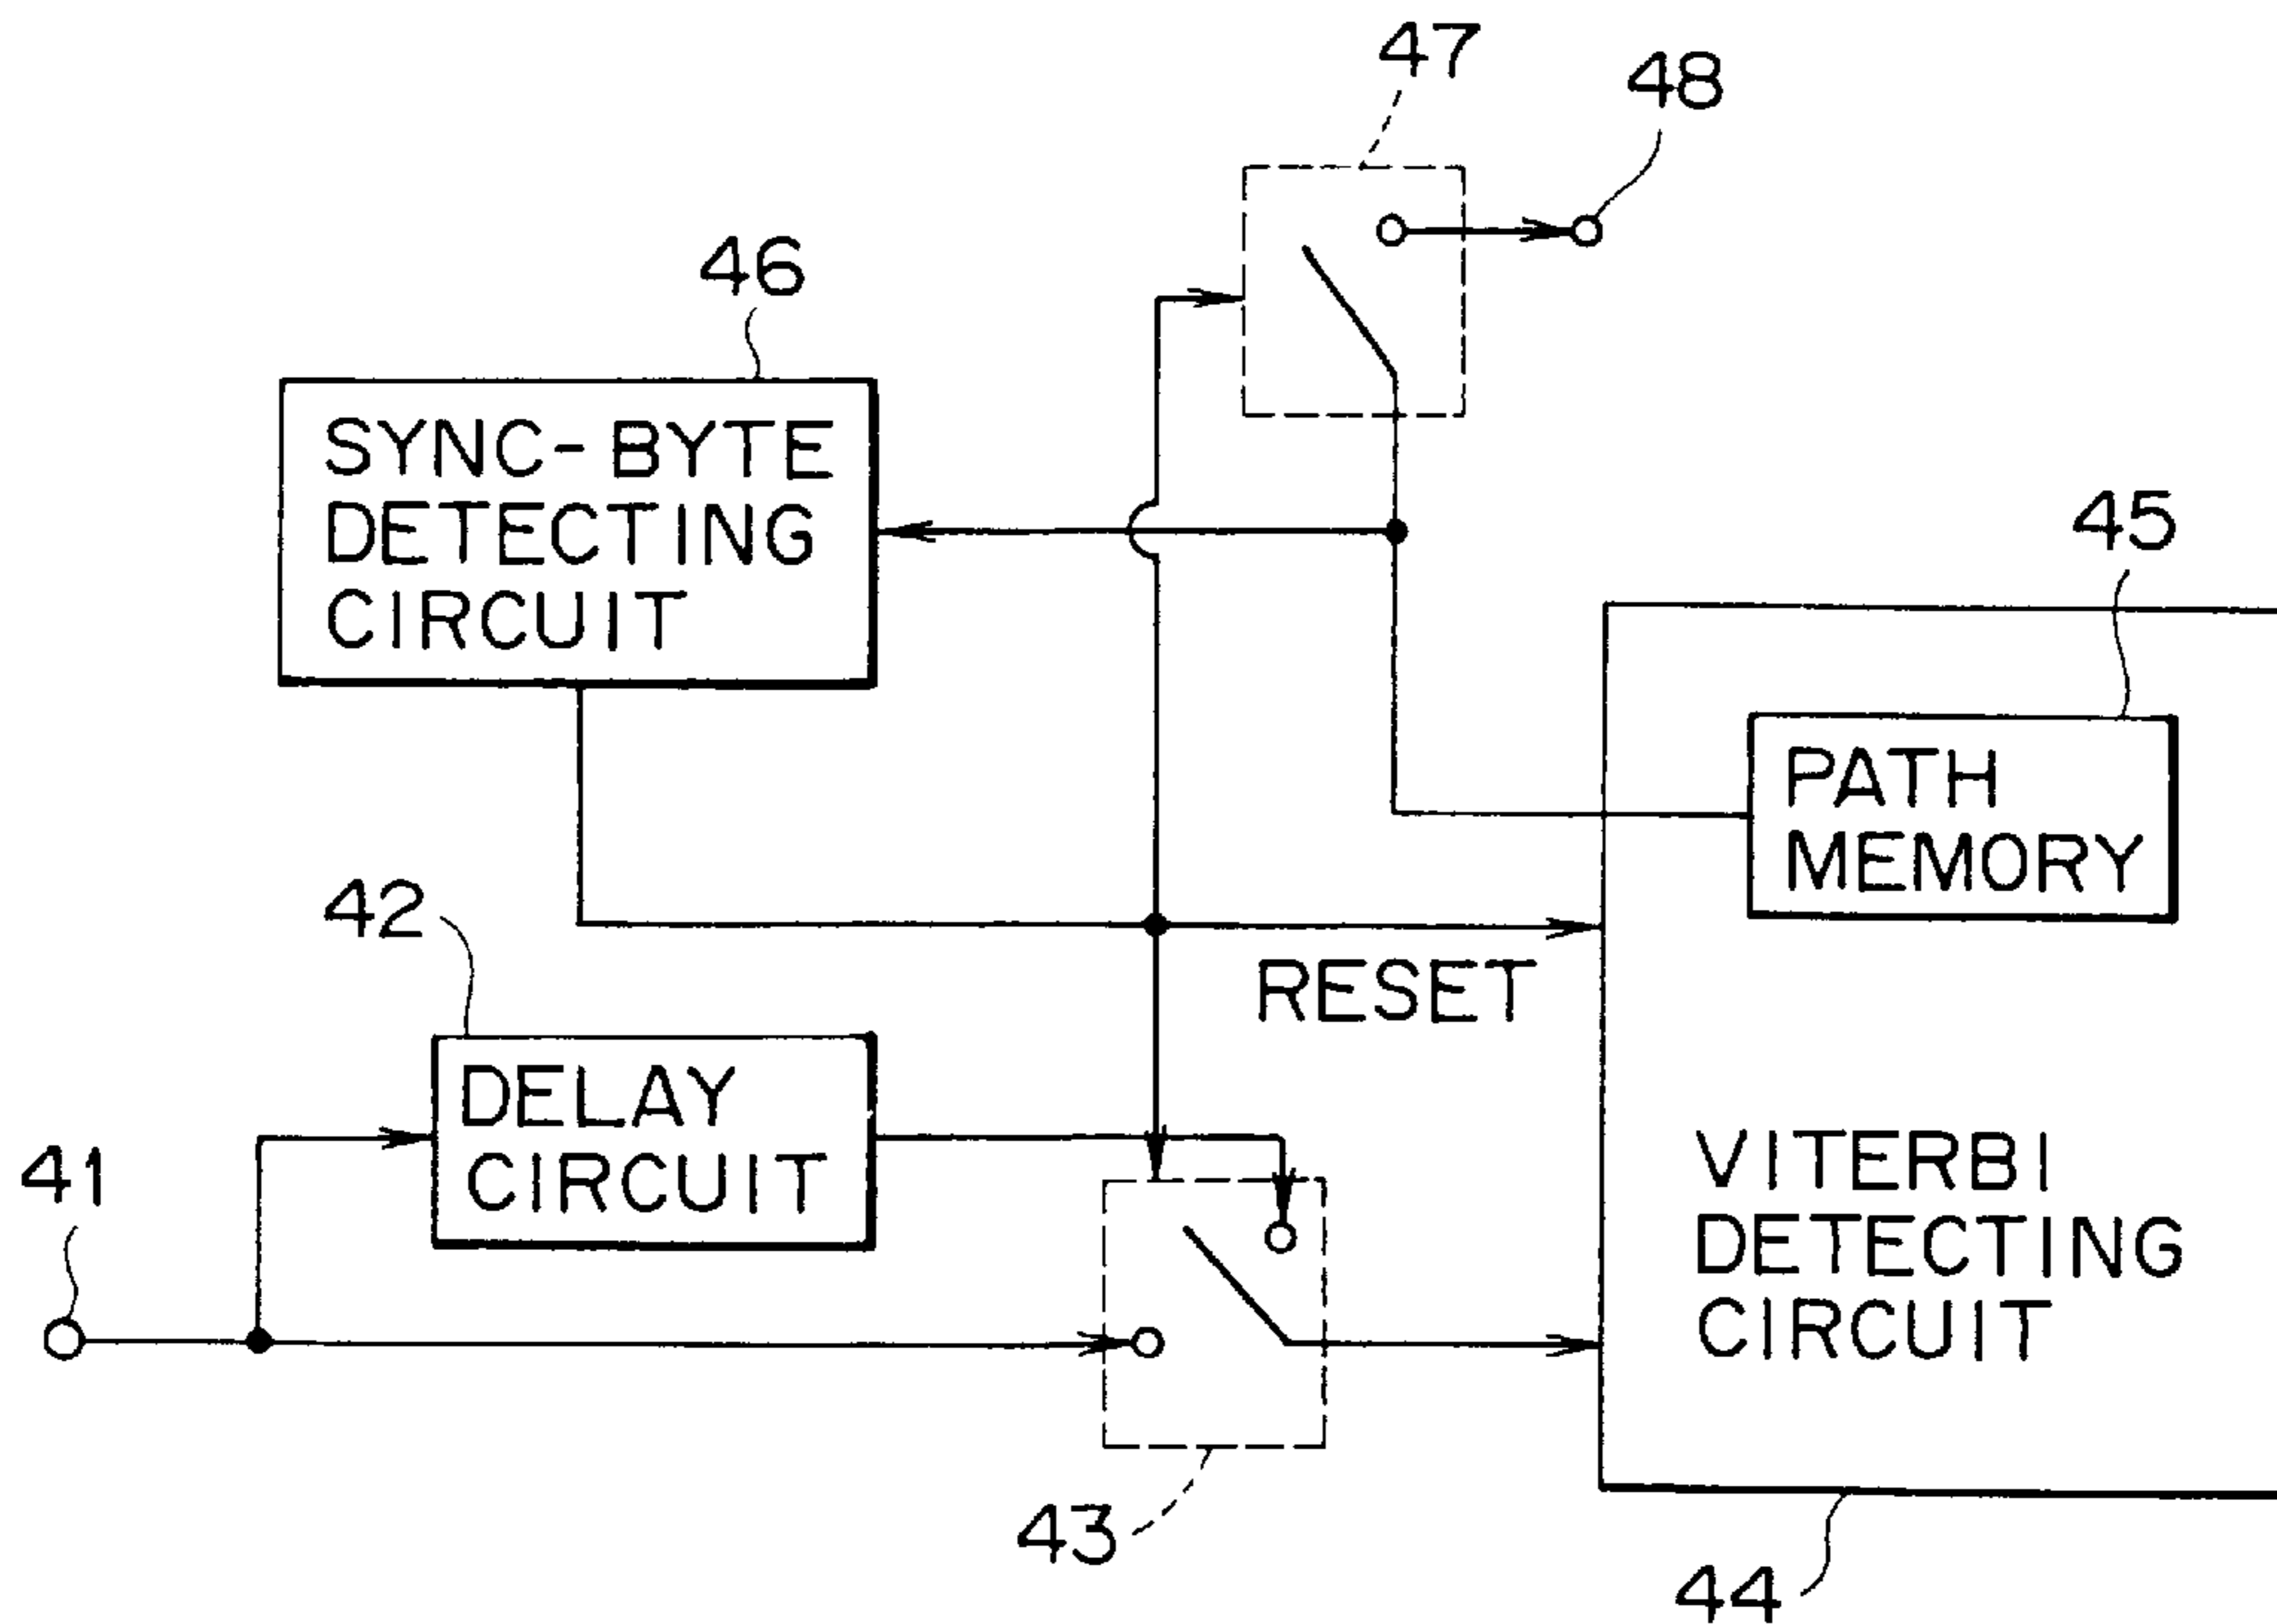 47
48
46
SYNC-BYTE
DETECTING
CIRCUIT
45
PATH
MEMORY
42
RESET
DELAY
CIRCUIT
41
VITERBI
DETECTING
CIRCUIT
43
44